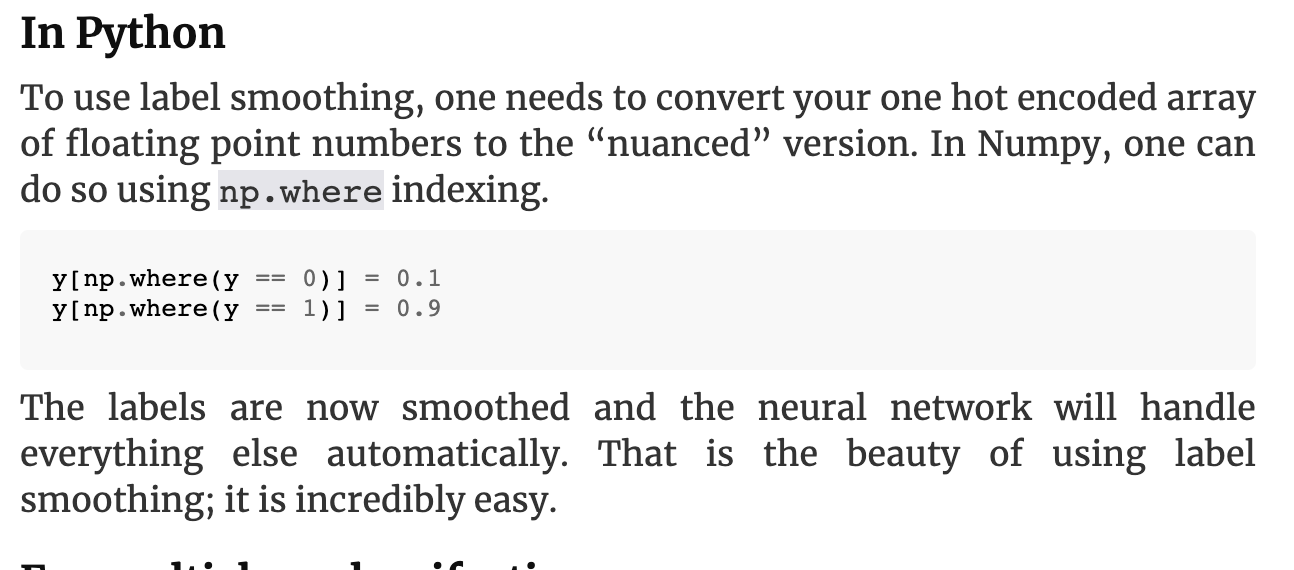 In Python
To use label smoothing, one needs to convert your one hot encoded array
of floating point numbers to the “nuanced” version. In Numpy, one can
do so using np.where indexing.
y[np.where(y == 0)] = 0.1
y[np.where(y == 1)] = 0.9
The labels are now smoothed and the neural network will handle
everything else automatically. That is the beauty of using label
smoothing; it is incredibly easy.